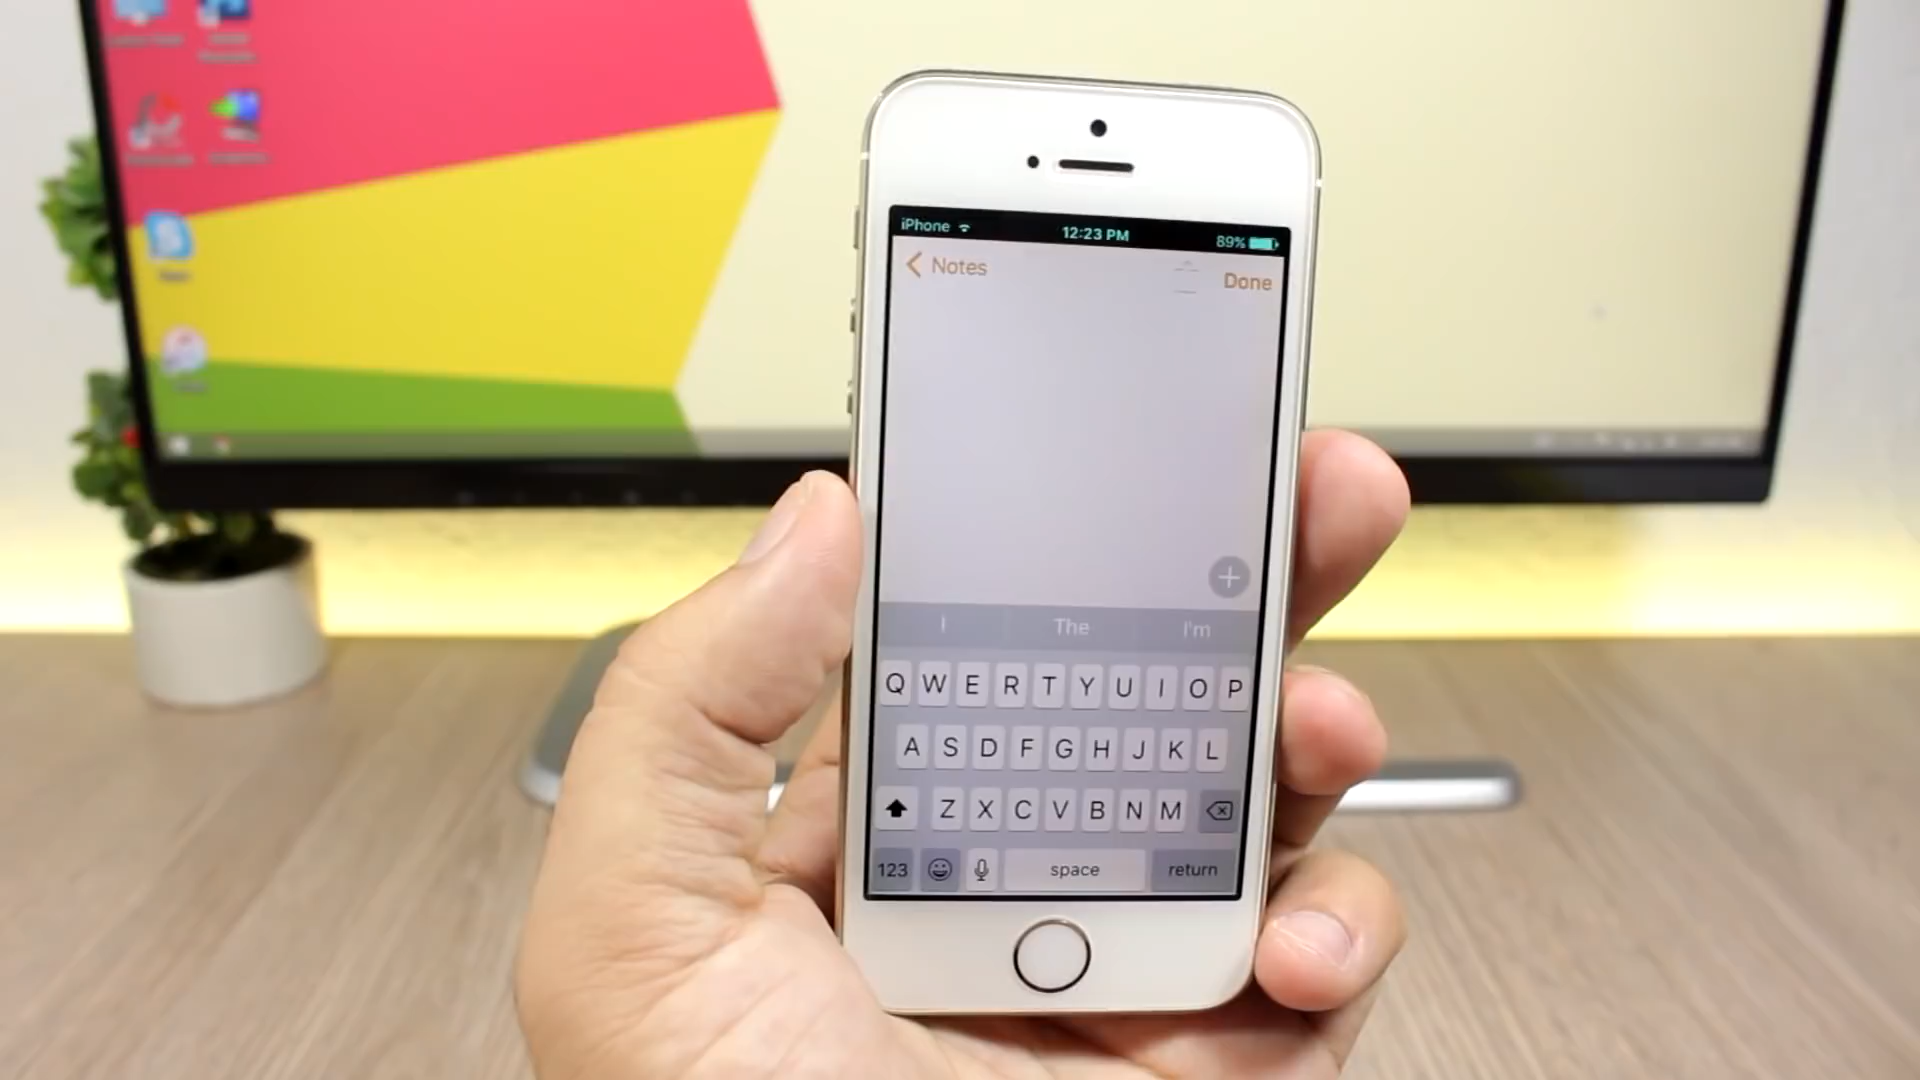 iPhone 12:23 PM 89%
Notes Done
I The I'm
Q W E R T Y U I O P
A S D F G H J K L
Z X C V B N M
123 space return